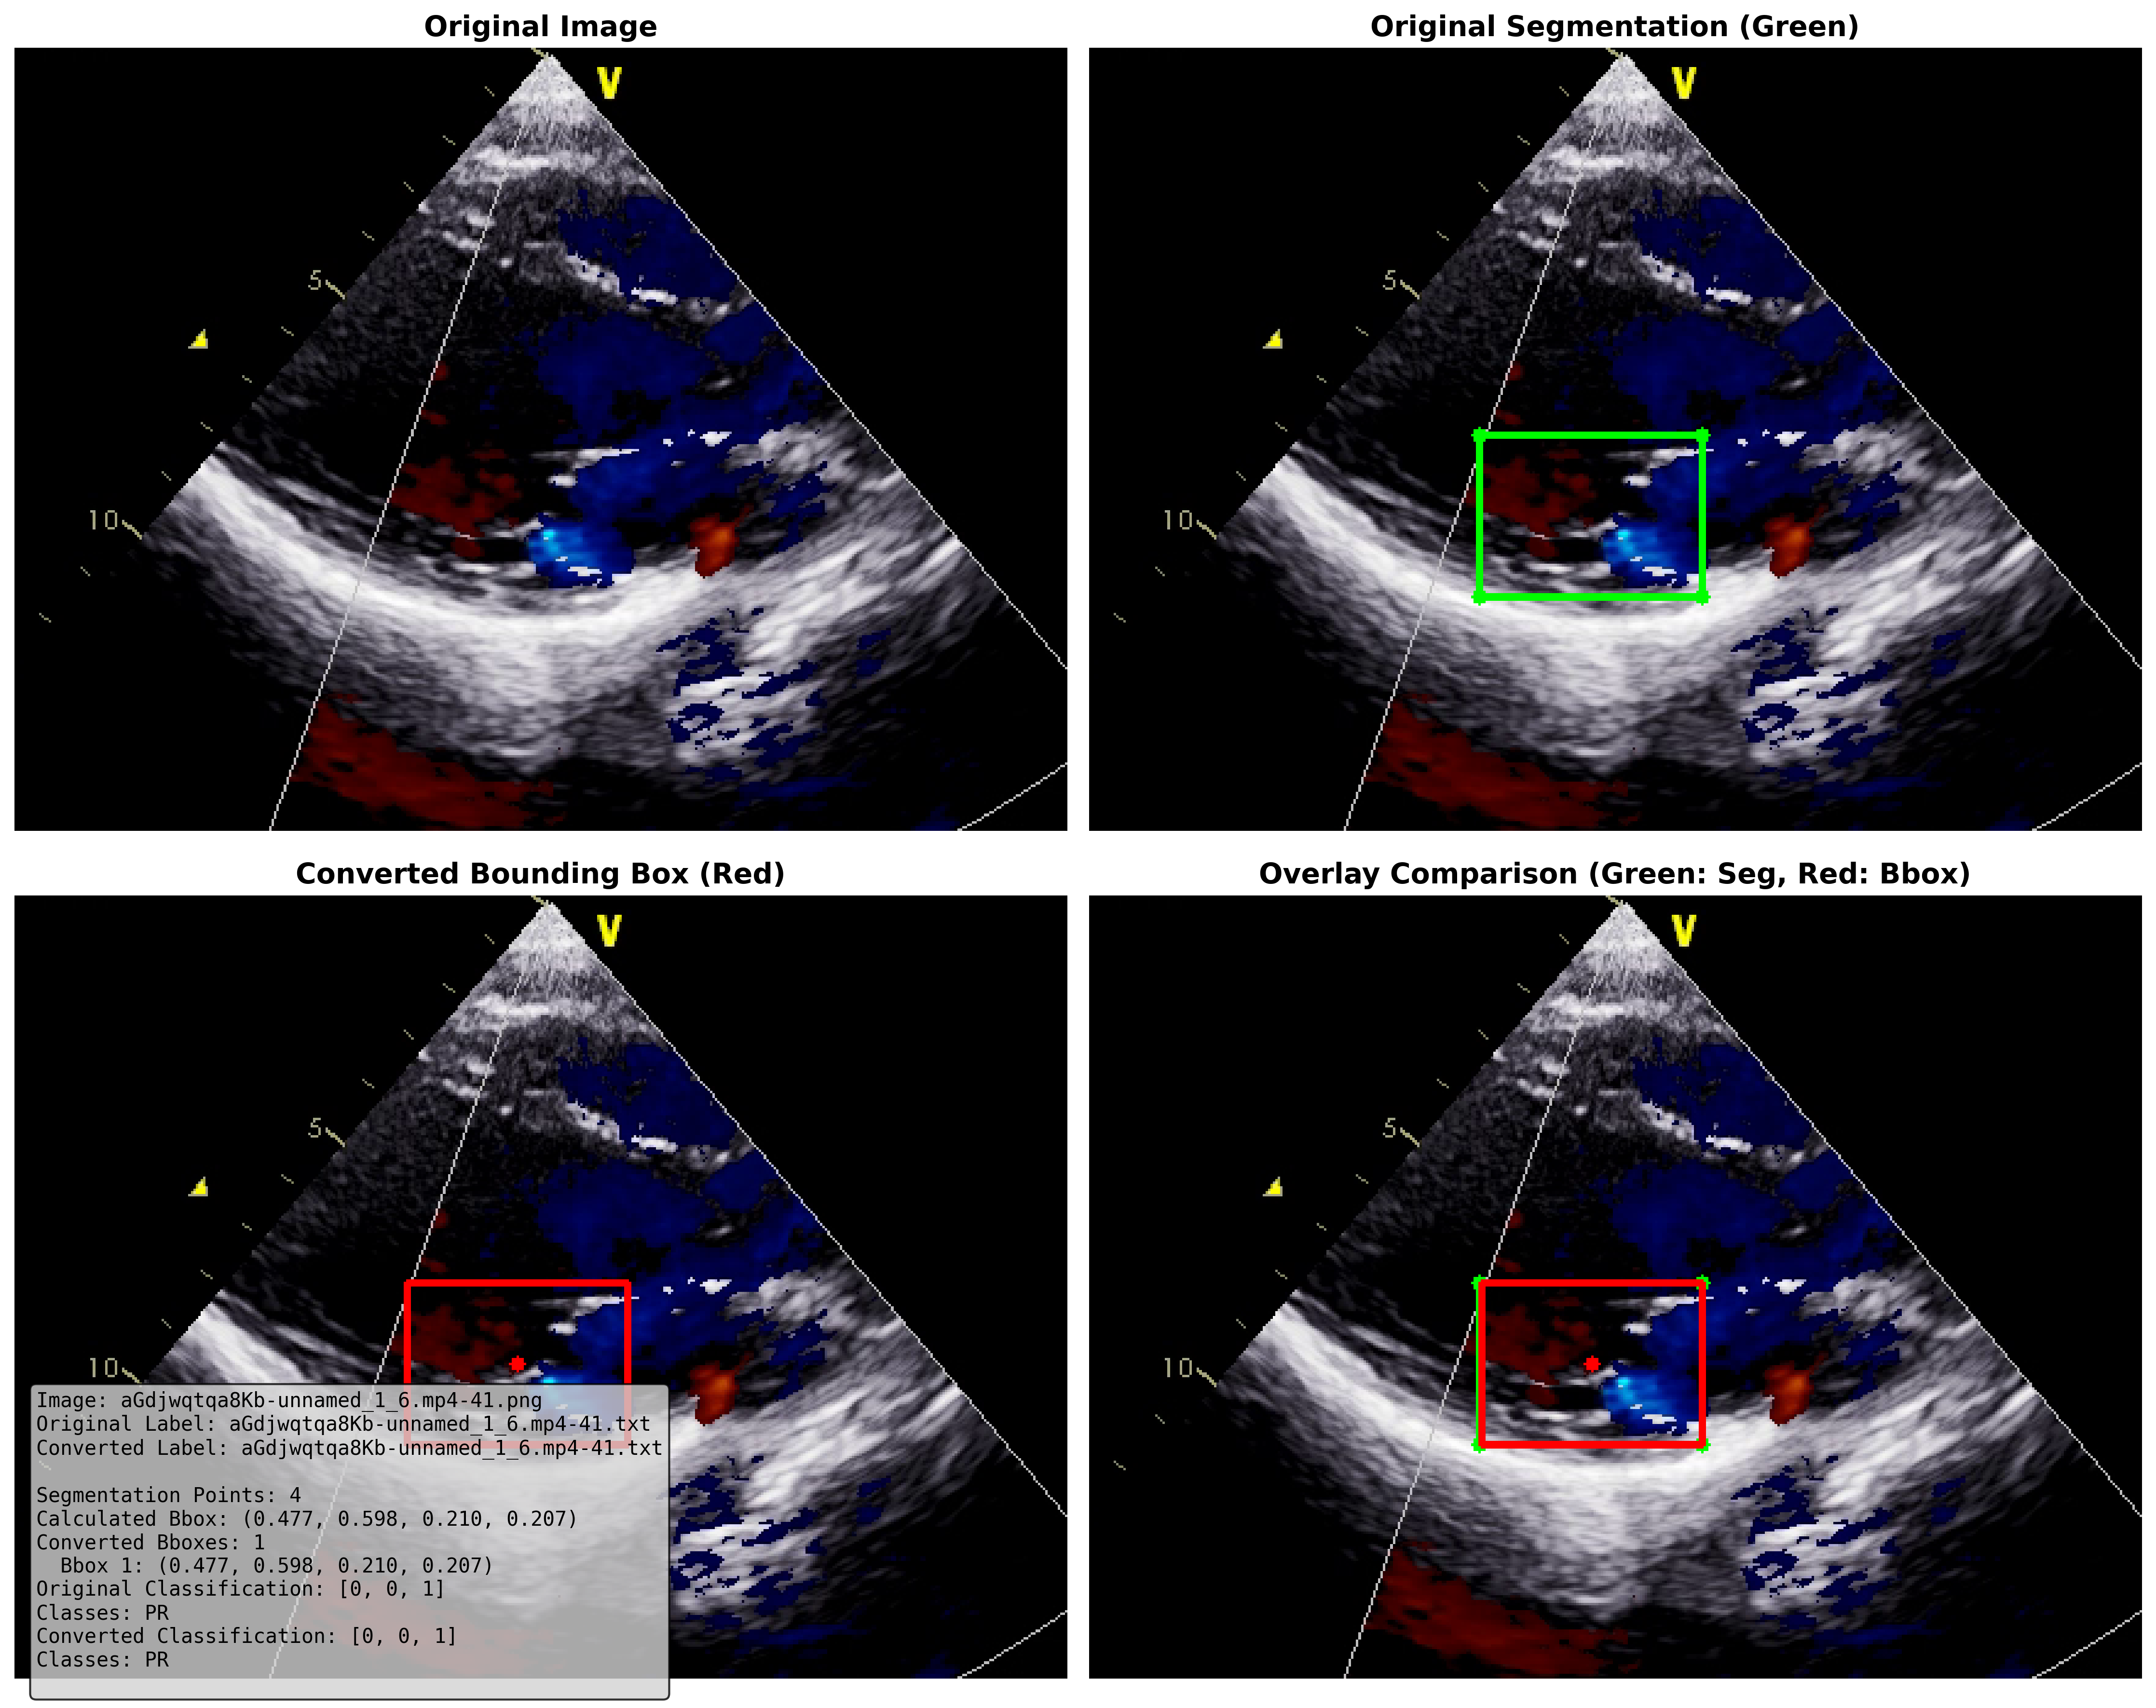 Original Image
Original Segmentation (Green)
V
5
10
V
5
10
Converted Bounding Box (Red)
Overlay Comparison (Green: Seg, Red: Bbox)
V
5
10
V
5
10
Image: aGdjwqtqa8Kb-unnamed_1_6.mp4-41.png
Original Label: aGdjwqtqa8Kb-unnamed_1_6.mp4-41.txt
Converted Label: aGdjwqtqa8Kb-unnamed_1_6.mp4-41.txt
Segmentation Points: 4
Calculated Bbox: (0.477, 0.598, 0.210, 0.207)
Converted Bboxes: 1
Bbox 1: (0.477, 0.598, 0.210, 0.207)
Original Classification: [0, 0, 1]
Classes: PR
Converted Classification: [0, 0, 1]
Classes: PR